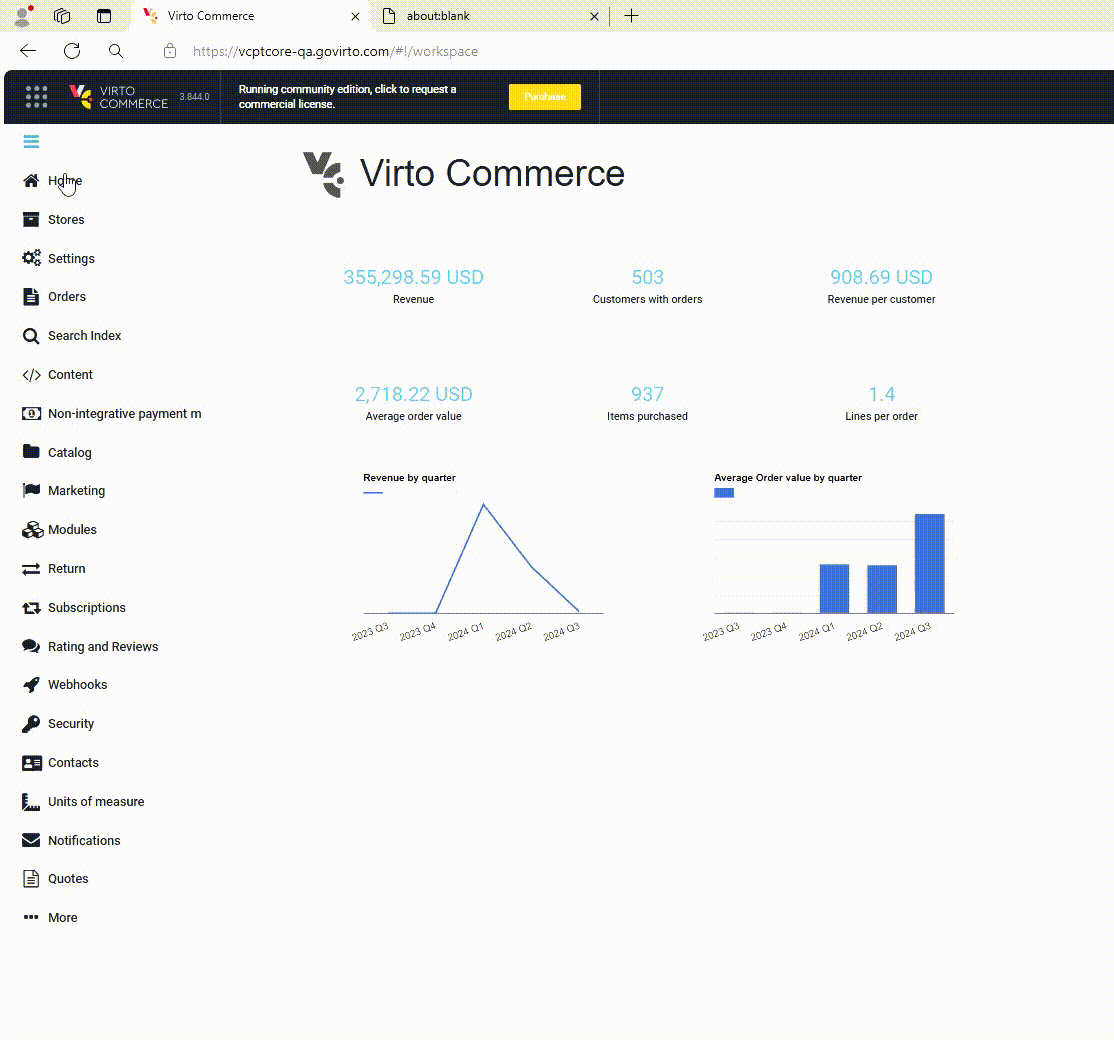 Virto Commerce
about:blank
https://vcptcore-qa.govirto.com/#!/workspace
VIRTO
COMMERCE
3.844.0
Running community edition, click to request a
commercial license.
Purchase
Home
Stores
Settings
Orders
Search Index
Content
Non-integrative payment m
Catalog
Marketing
Modules
Return
Subscriptions
Rating and Reviews
Webhooks
Security
Contacts
Units of measure
Notifications
Quotes
More
Virto Commerce
355,298.59 USD
Revenue
503
Customers with orders
908.69 USD
Revenue per customer
2,718.22 USD
Average order value
937
Items purchased
1.4
Lines per order
Revenue by quarter
2023 Q3
2023 Q4
2024 Q1
2024 Q2
2024 Q3
Average Order value by quarter
2023 Q3
2023 Q4
2024 Q1
2024 Q2
2024 Q3